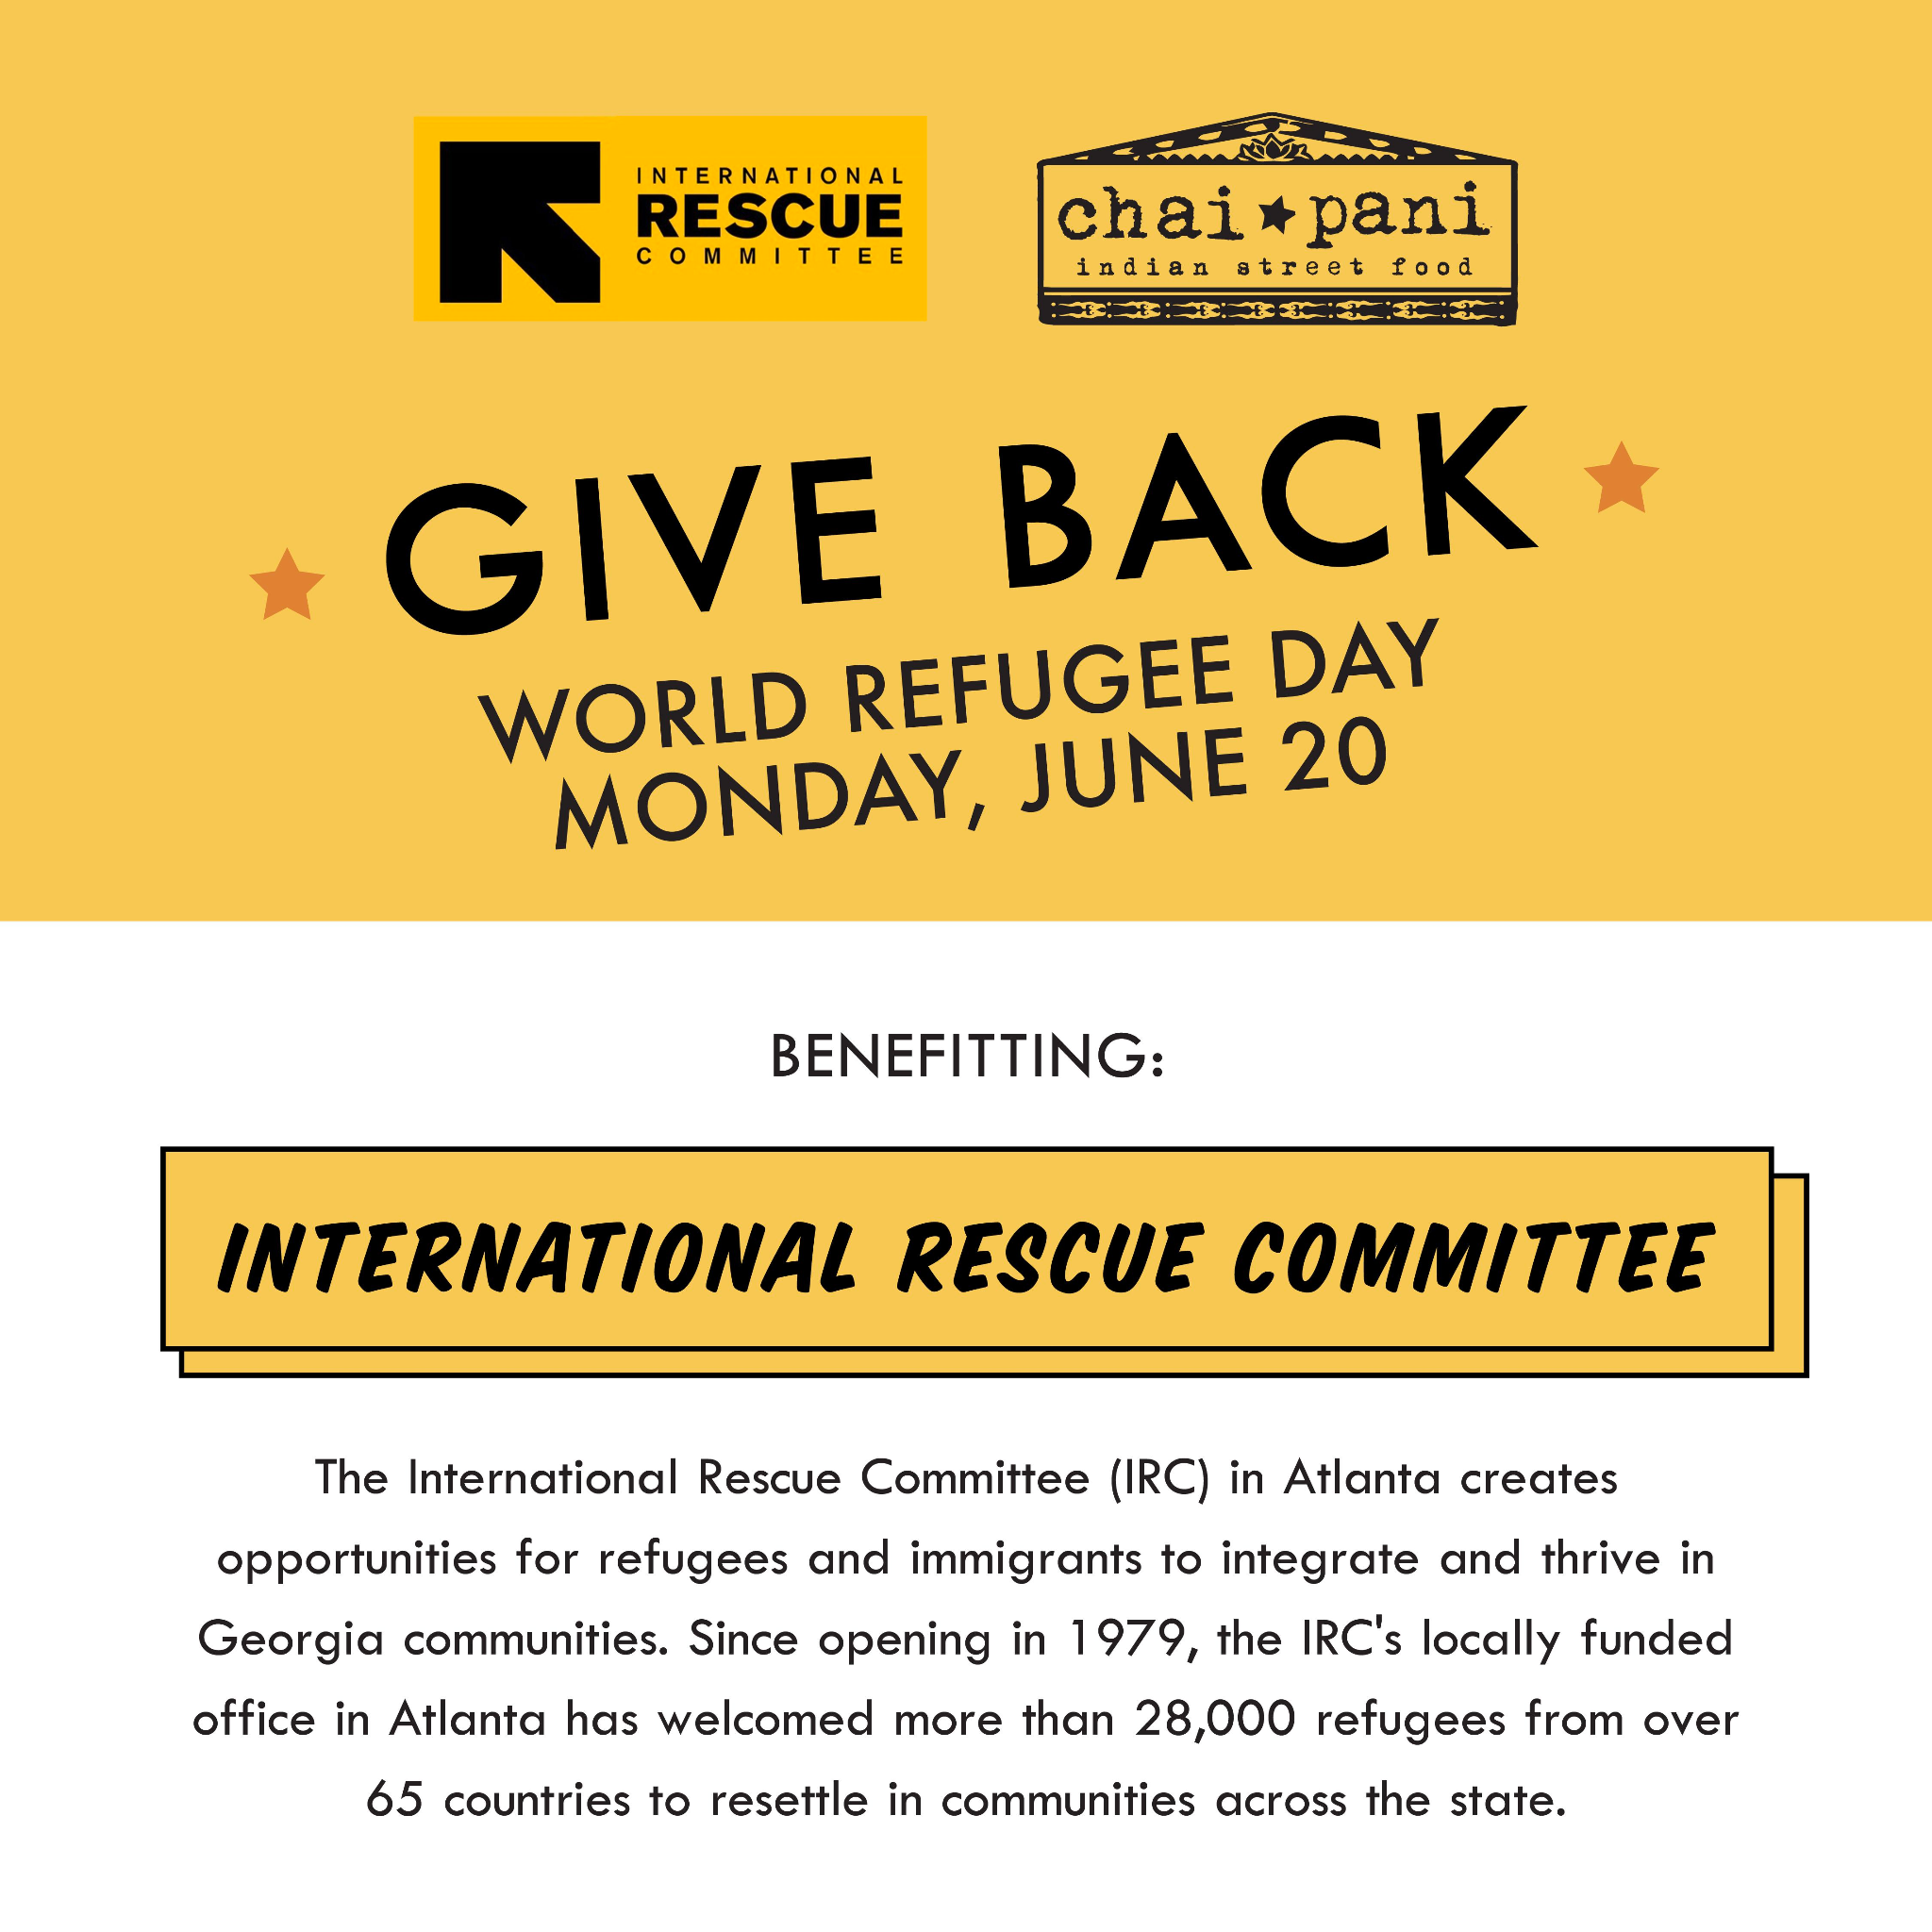 INTERNATIONAL
RESCUE
COMMITTEE
chai pani
indian street food
GIVE BACK
WORLD REFUGEE DAY
MONDAY, JUNE 20
BENEFITTING:
INTERNATIONAL RESCUE COMMITTEE
The International Rescue Committee (IRC) in Atlanta creates
opportunities for refugees and immigrants to integrate and thrive in
Georgia communities. Since opening in 1979, the IRC's locally funded
office in Atlanta has welcomed more than 28,000 refugees from over
65 countries to resettle in communities across the state.